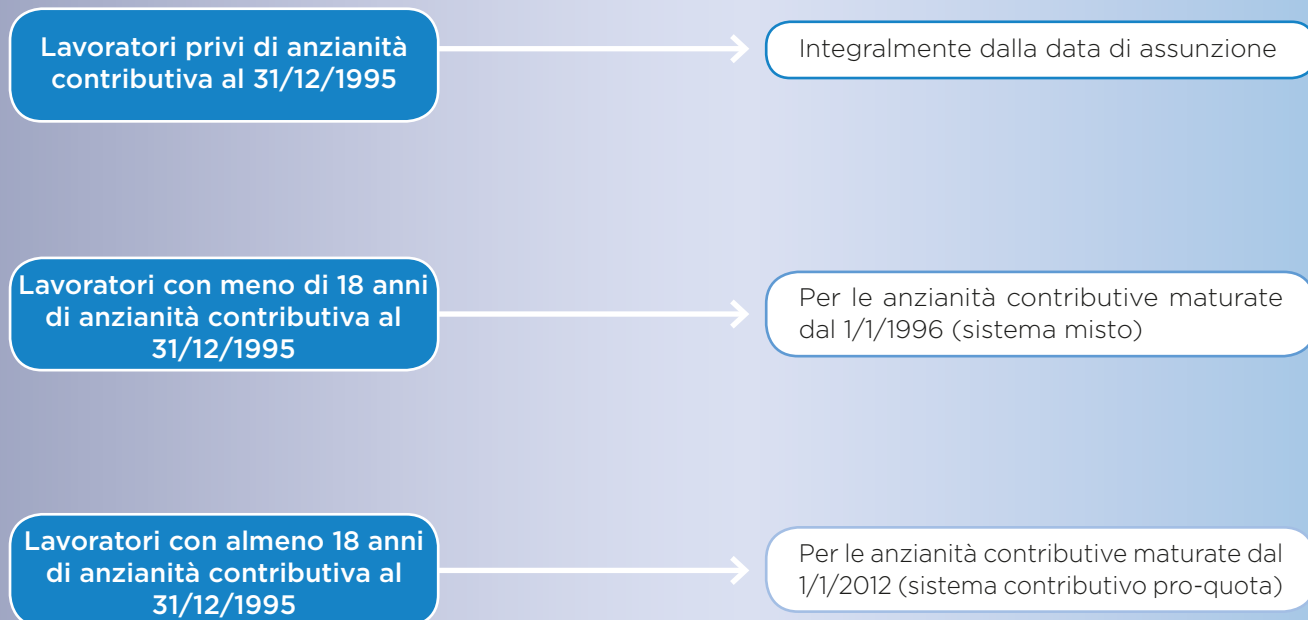 Lavoratori privi di anzianità
contributiva al 31/12/1995
Integralmente dalla data di assunzione
Lavoratori con meno di 18 anni
di anzianità contributiva al
31/12/1995
Per le anzianità contributive maturate
dal 1/1/1996 (sistema misto)
Lavoratori con almeno 18 anni
di anzianità contributiva al
31/12/1995
Per le anzianità contributive maturate dal
1/1/2012 (sistema contributivo pro-quota)